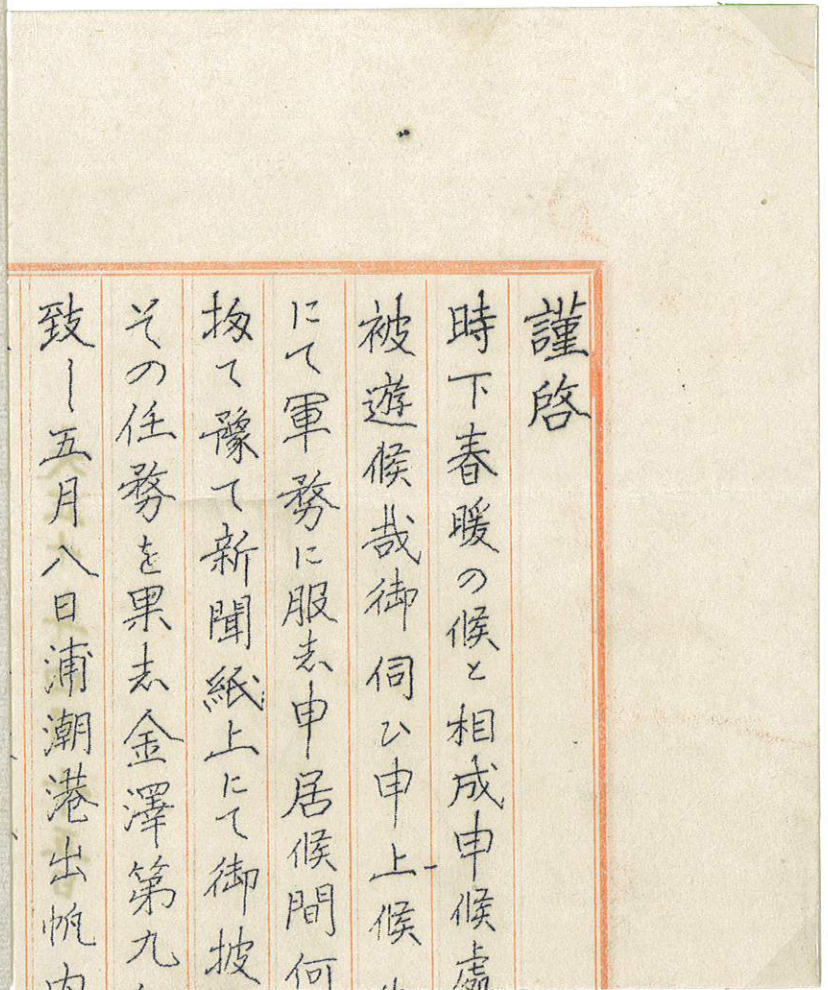 謹啓
時下春暖の候と相成申候處
被遊候哉御伺ひ申上候
にて軍務に服志申居候間何
扨て豫て新聞紙上にて御披
その任務を果志金澤第九
致し五月八日浦潮港出帆内